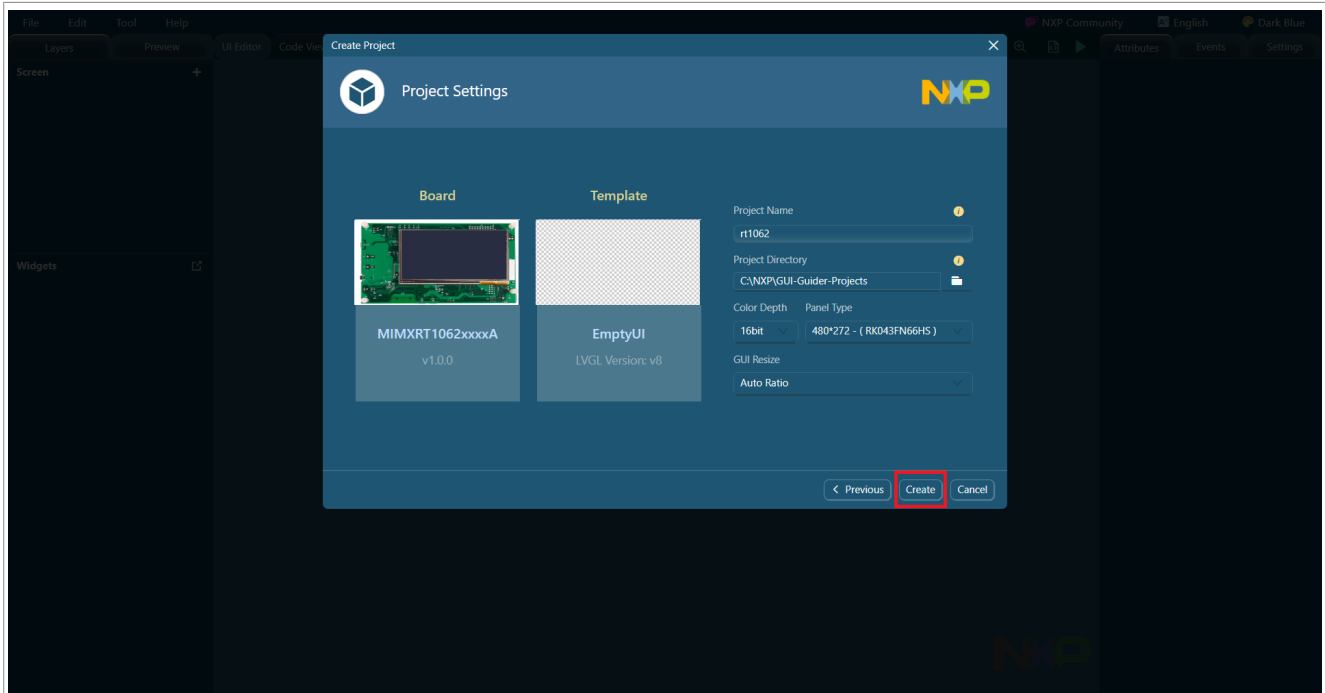 File Edit Tool Help NXP Community English Dark Blue
Layers Preview UI Editor Code View Attributes Events Settings
Create Project
Screen +
Project Settings
NXP
Board Template
Project Name
rt1062
Project Directory
C:\NXP\GUI-Guider-Projects
Widgets
Color Depth Panel Type
MIMXRT1062xxxxA EmptyUI
16bit 480*272 - ( RK043FN66HS )
v1.0.0 LVGL Version: v8
GUI Resize
Auto Ratio
< Previous Create Cancel
NXP